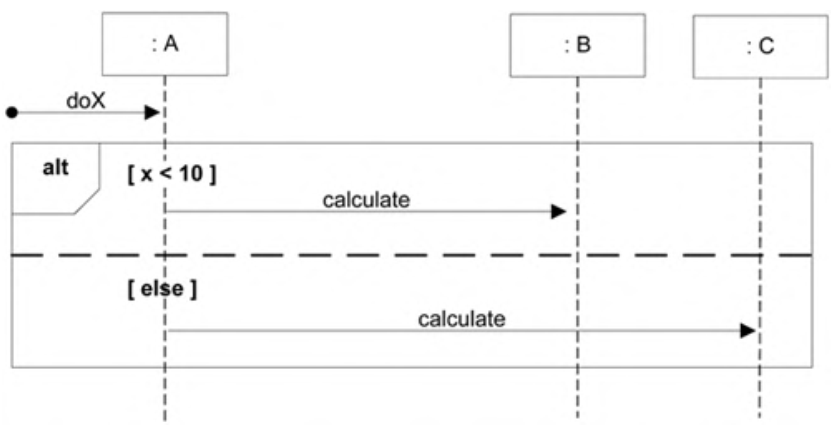 : A
: B
: C
doX
alt
[ x < 10 ]
calculate
[ else ]
calculate